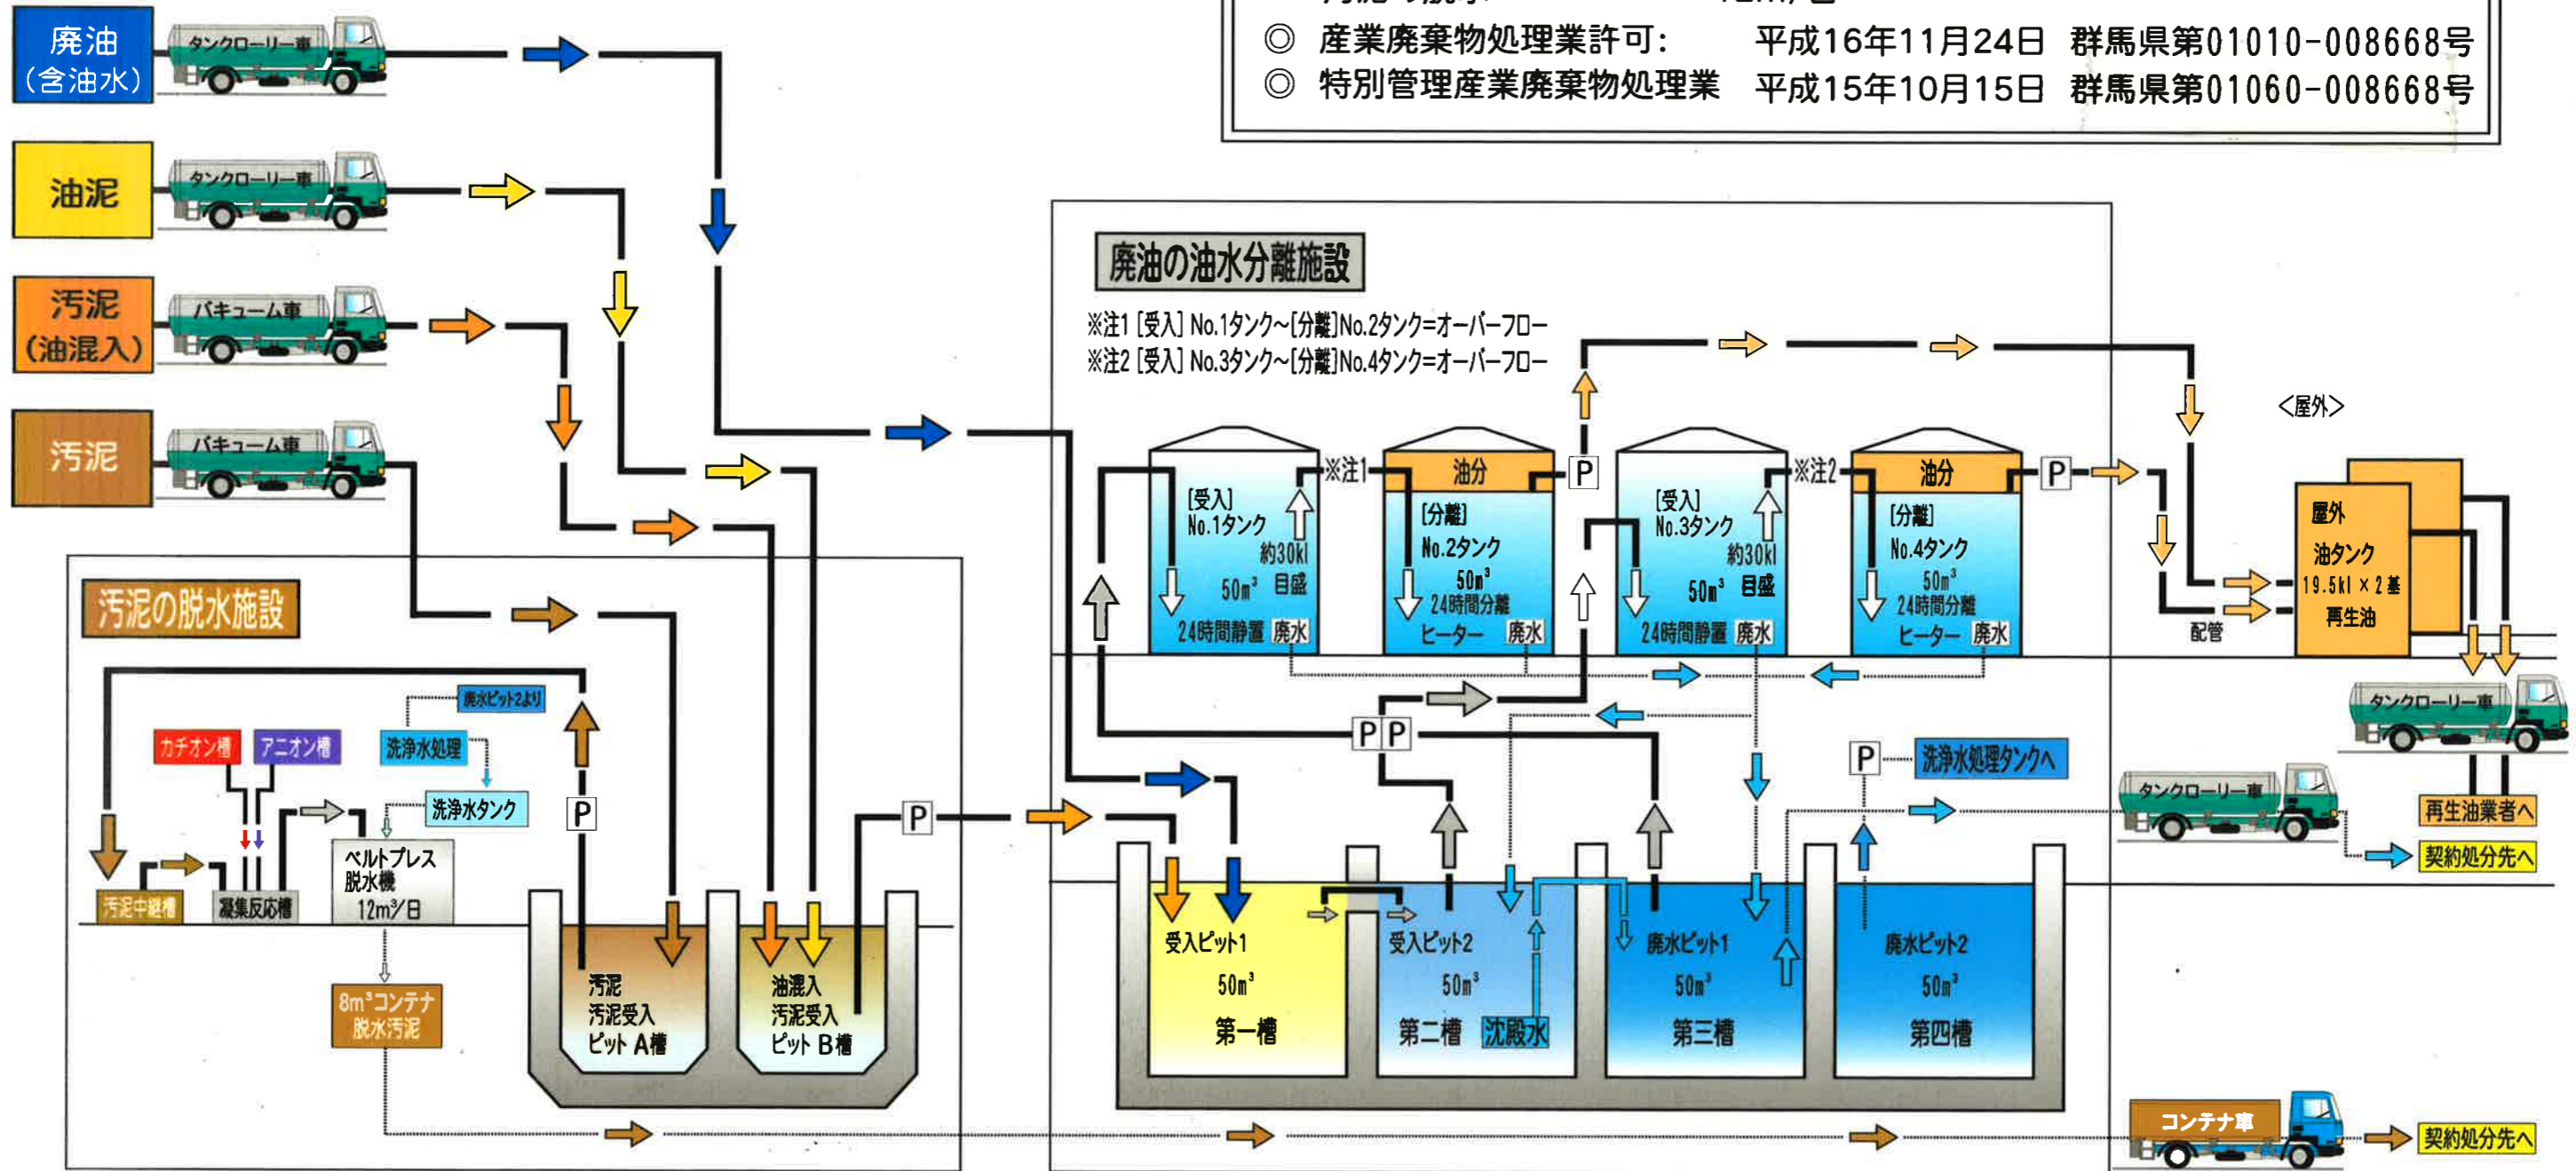 ◎ 産業廃棄物処理業許可: 平成16年11月24日 群馬県第01010-008668号
◎ 特別管理産業廃棄物処理業 平成15年10月15日 群馬県第01060-008668号
廃油
(含油水)
タンクローリー車
油泥
タンクローリー車
汚泥
(油混入)
バキューム車
汚泥
バキューム車
廃油の油水分離施設
※注1 [受入] No.1タンク～[分離]No.2タンク=オーバーフロー
※注2 [受入] No.3タンク～[分離]No.4タンク=オーバーフロー
<屋外>
[受入]
No.1タンク
約30kl
50m³ 目盛
24時間静置 廃水
※注1
油分
[分離]
No.2タンク
50m³
24時間分離
ヒーター 廃水
P
[受入]
No.3タンク
約30kl
50m³ 目盛
24時間静置 廃水
※注2
油分
[分離]
No.4タンク
50m³
24時間分離
ヒーター 廃水
P
配管
屋外
油タンク
19.5kl×2基
再生油
タンクローリー車
再生油業者へ
タンクローリー車
契約処分先へ
汚泥の脱水施設
廃水ピット2より
カチオン槽
アニオン槽
洗浄水処理
洗浄水タンク
P
ベルトプレス
脱水機
12m³/日
汚泥中継槽
凝集反応槽
8m³コンテナ
脱水汚泥
汚泥
汚泥受入
ピット A槽
油混入
汚泥受入
ピット B槽
P
P P
P
洗浄水処理タンクへ
受入ピット1
50m³
第一槽
受入ピット2
50m³
第二槽
沈殿水
廃水ピット1
50m³
第三槽
廃水ピット2
50m³
第四槽
コンテナ車
契約処分先へ